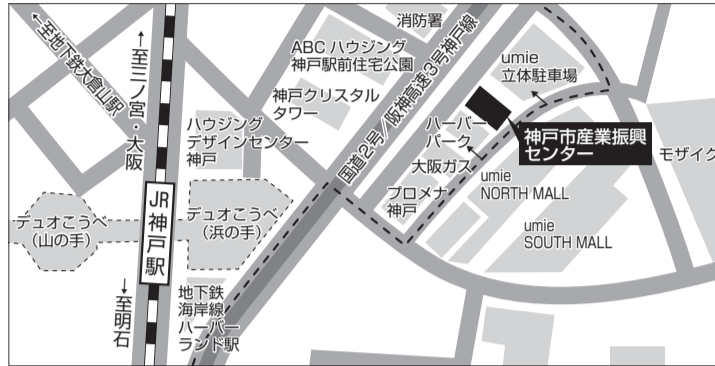 ←至地下鉄大倉山駅
←至三ノ宮・大阪
消防署
ABC ハウジング
神戸駅前住宅公園
神戸クリスタル
タワー
国道2号/阪神高速3号神戸線
umie
立体駐車場
ハウジング
デザインセンター
神戸
ハーバー
パーク
大阪ガス
神戸市産業振興
センター
モザイク
プロメナ
神戸
umie
NORTH MALL
umie
SOUTH MALL
デュオこうべ
(山の手)
JR神戸駅
デュオこうべ
(浜の手)
←至明石
地下鉄
海岸線
ハーバー
ランド駅